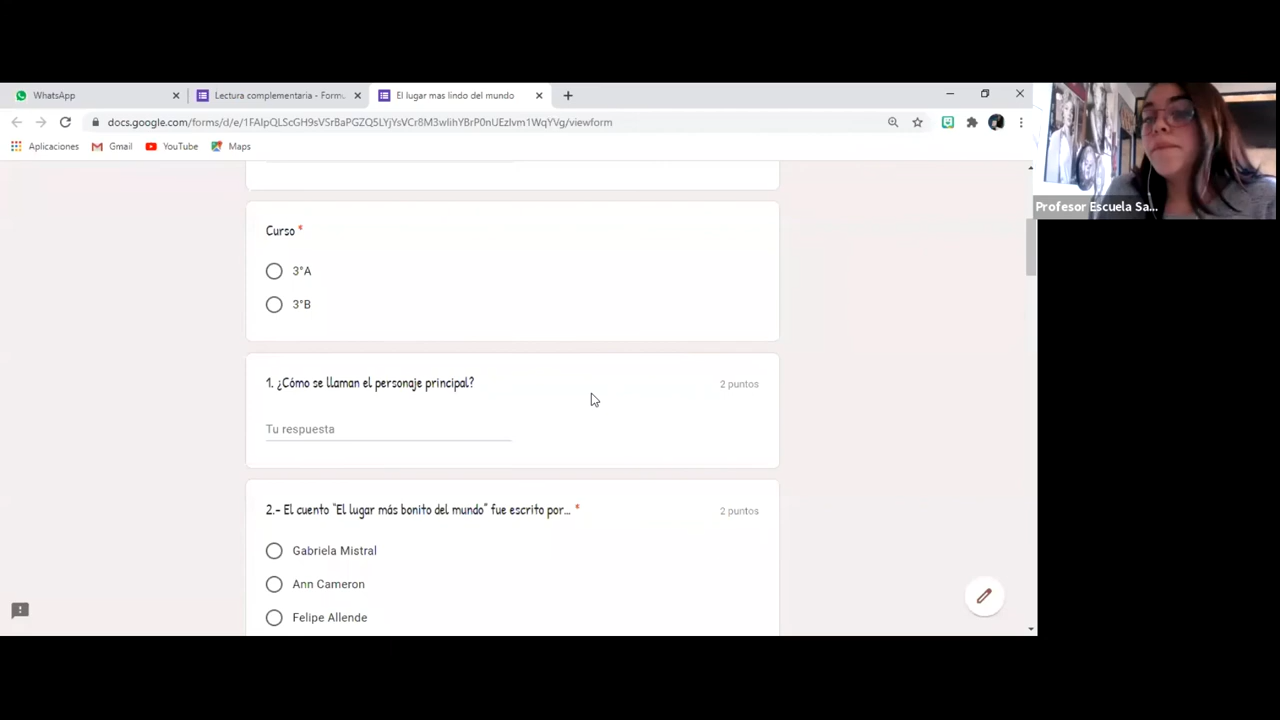 WhatsApp
Lectura complementaria - Formu
El lugar mas lindo del mundo
docs.google.com/forms/d/e/1FAIpQLScGH9sVSrBaPGZQSLYjYsVCr8M3wIihYBrP0nUEzIvm1WqYVg/viewform
Aplicaciones
Gmail
YouTube
Maps
Profesor Escuela Sa...
Curso *
3°A
3°B
1. ¿Cómo se llaman el personaje principal?
2 puntos
Tu respuesta
2.- El cuento "El lugar más bonito del mundo" fue escrito por... *
2 puntos
Gabriela Mistral
Ann Cameron
Felipe Allende